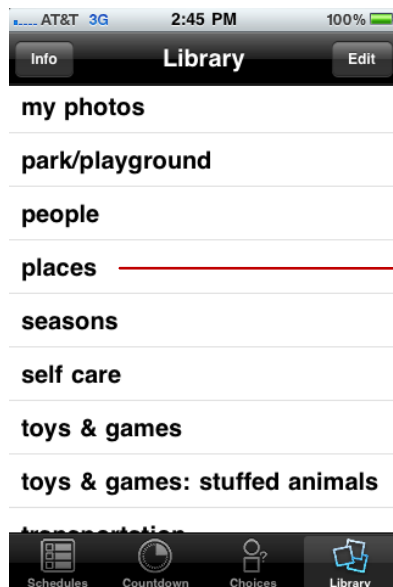 AT&T 3G 2:45 PM 100%
Info Library Edit
my photos
park/playground
people
places
seasons
self care
toys & games
toys & games: stuffed animals
transportation
Schedules Countdown Choices Library